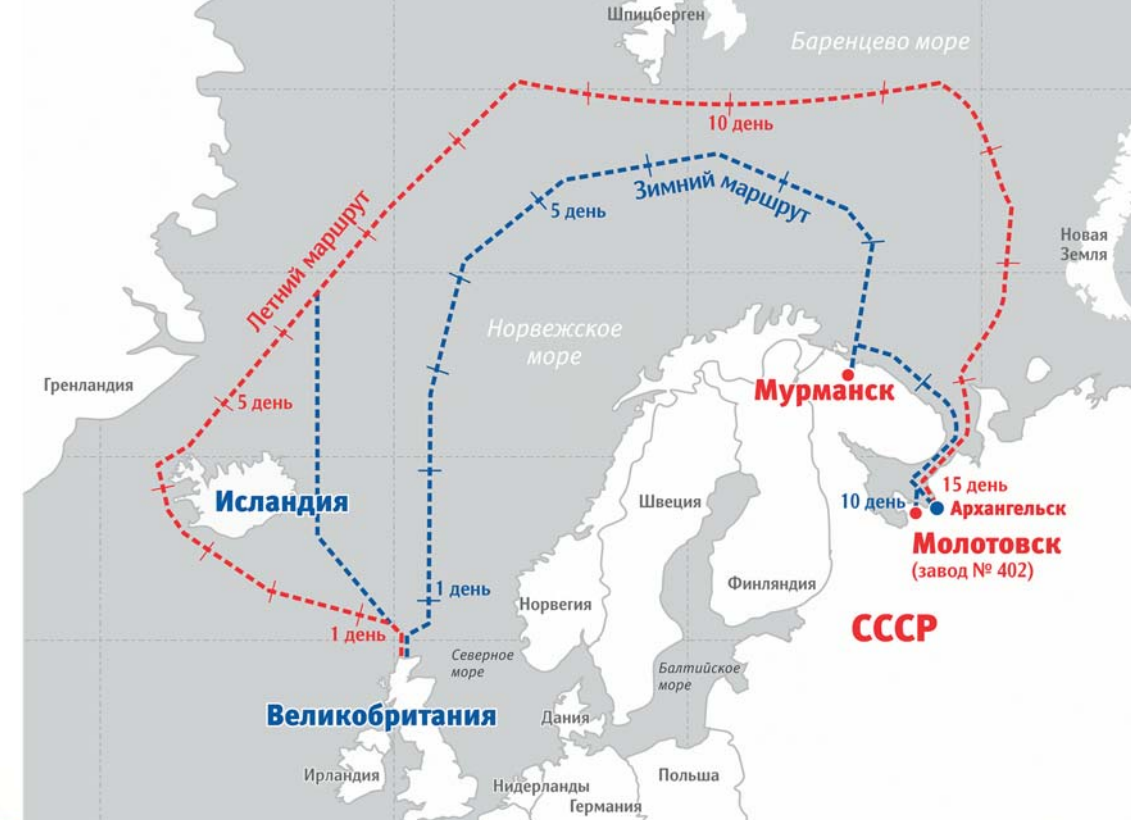 Шпицберген
Баренцево море
10 день
Зимний маршрут
5 день
Летний маршрут
Новая
Земля
Норвежское
море
Гренландия
5 день
Мурманск
Исландия
Швеция
10 день
15 день
Архангельск
Молотовск
(завод № 402)
Финляндия
1 день
Норвегия
1 день
СССР
Северное
море
Балтийское
море
Великобритания
Дания
Ирландия
Нидерланды
Польша
Германия